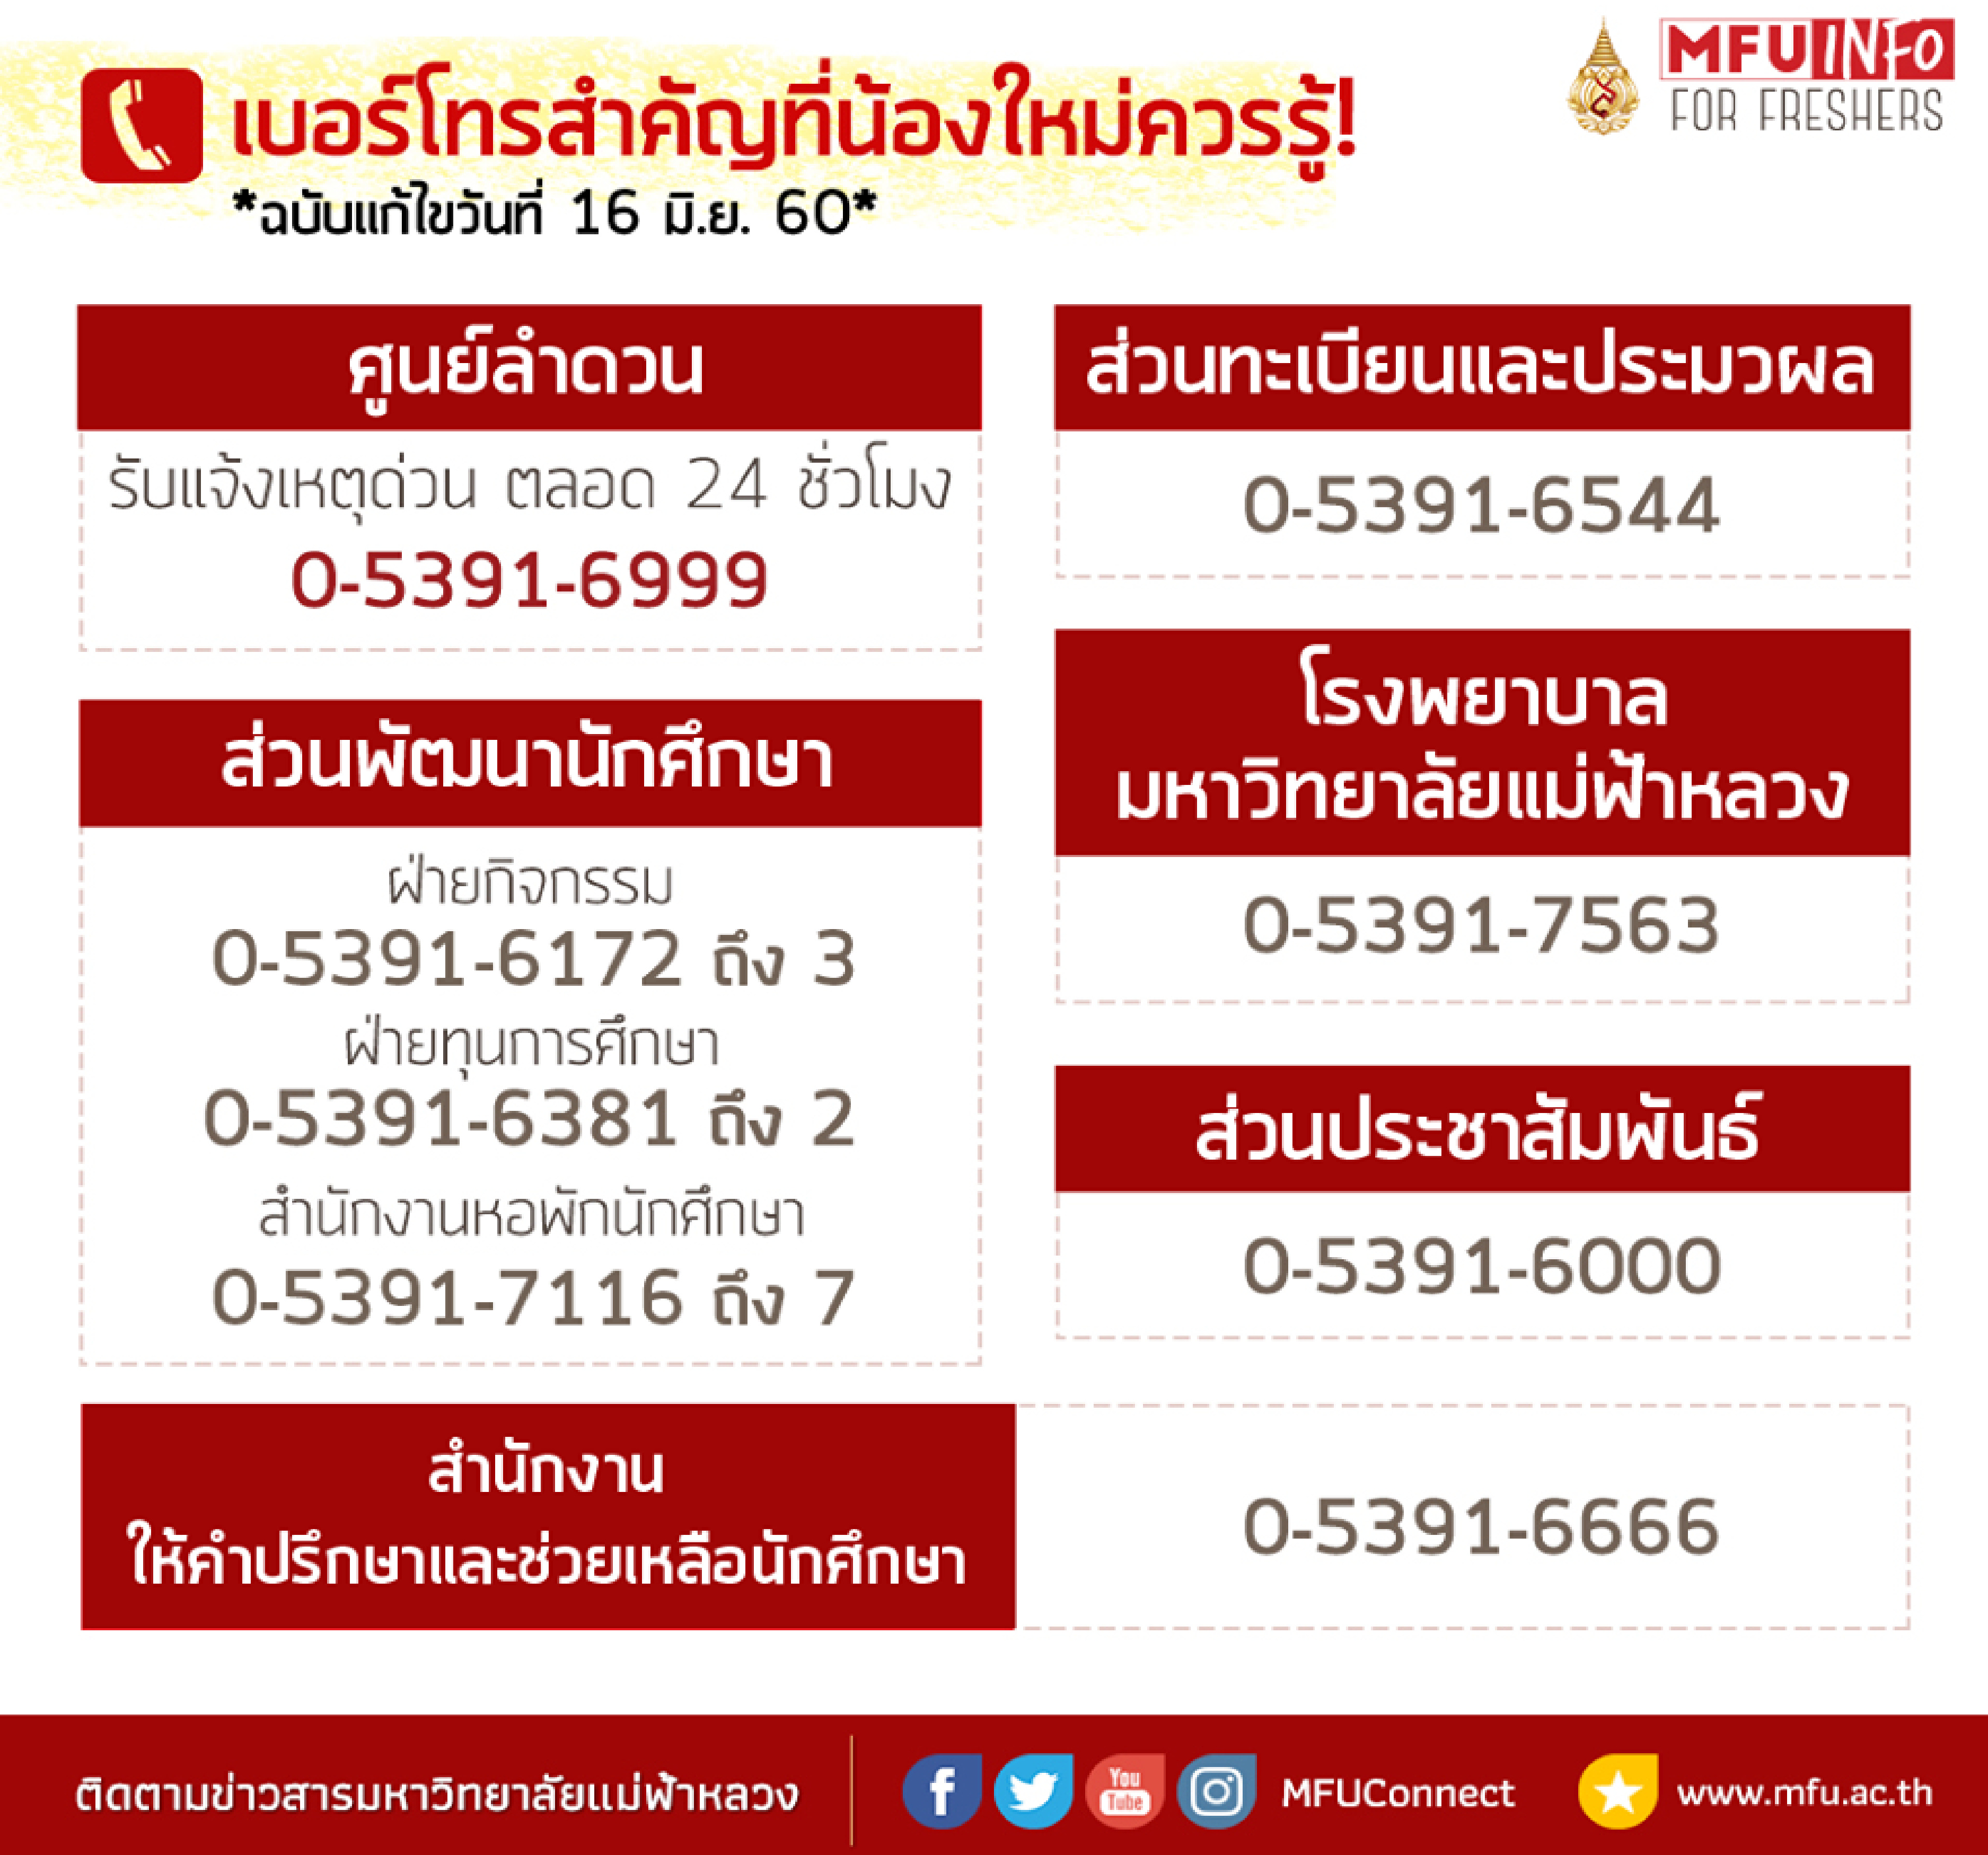 เบอร์โทรสำคัญที่น้องใหม่ควรรู้!
*ฉบับแก้ไขวันที่ 16 มิ.ย. 60*
MFUINFO
FOR FRESHERS
ศูนย์ลำดวน
รับแจ้งเหตุด่วน ตลอด 24 ชั่วโมง
0-5391-6999
ส่วนพัฒนานักศึกษา
ฝ่ายกิจกรรม
0-5391-6172 ถึง 3
ฝ่ายทุนการศึกษา
0-5391-6381 ถึง 2
สำนักงานหอพักนักศึกษา
0-5391-7116 ถึง 7
ส่วนทะเบียนและประมวผล
0-5391-6544
โรงพยาบาล
มหาวิทยาลัยแม่ฟ้าหลวง
0-5391-7563
ส่วนประชาสัมพันธ์
0-5391-6000
สำนักงาน
ให้คำปรึกษาและช่วยเหลือนักศึกษา
0-5391-6666
ติดตามข่าวสารมหาวิทยาลัยแม่ฟ้าหลวง
You
Tube
MFUConnect
www.mfu.ac.th